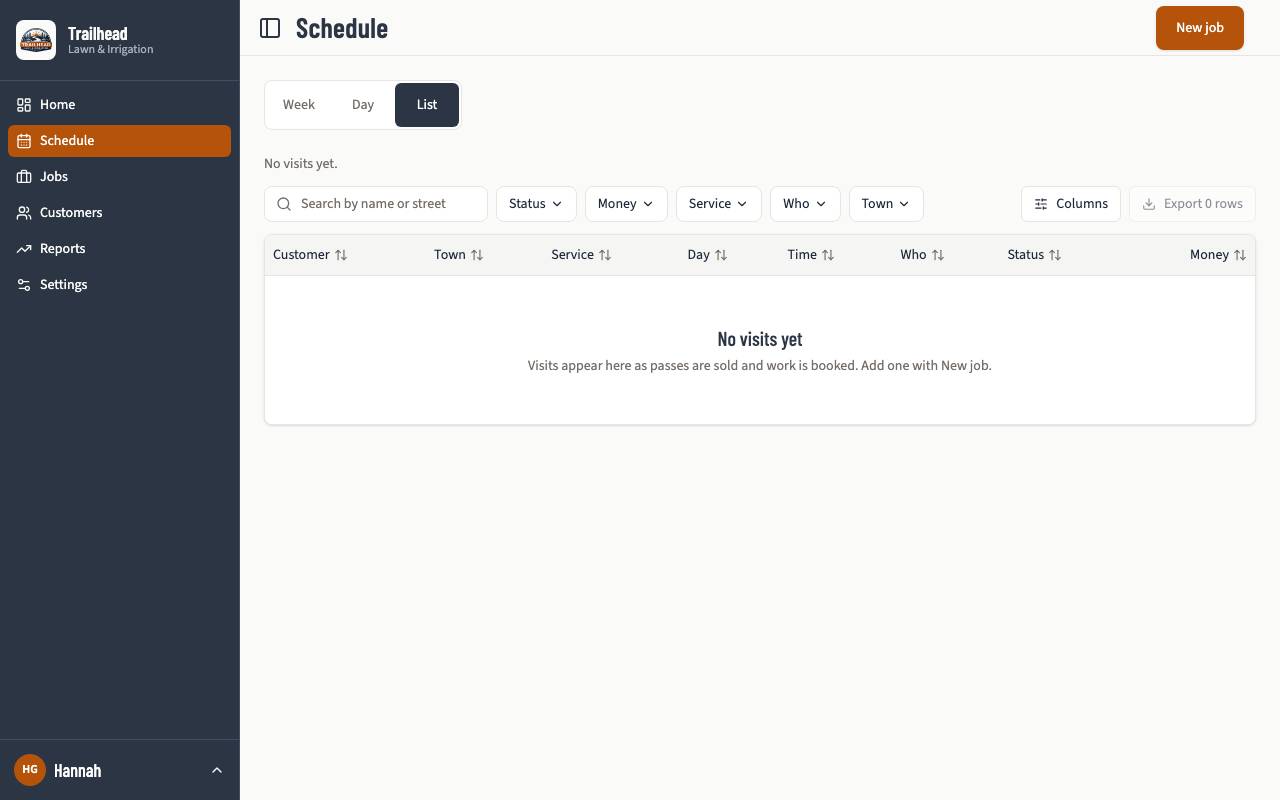 TRAILHEAD
Trailhead
Lawn & Irrigation
Home
Schedule
Jobs
Customers
Reports
Settings
HG
Hannah
Schedule
New job
Week
Day
List
No visits yet.
Search by name or street
Status
Money
Service
Who
Town
Columns
Export 0 rows
Customer
Town
Service
Day
Time
Who
Status
Money
No visits yet
Visits appear here as passes are sold and work is booked. Add one with New job.